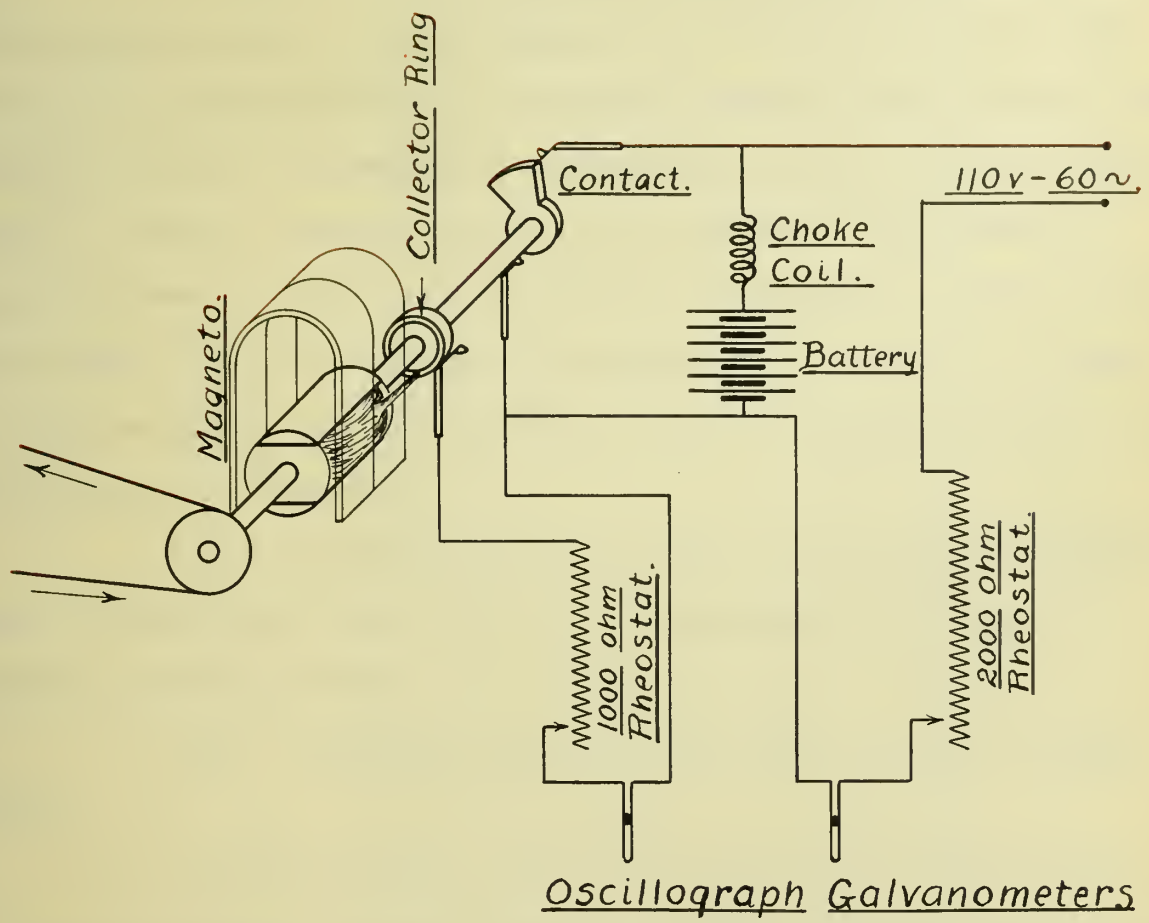 Collector Ring
Contact.
110v-60~.
Choke
Coil.
Magneto.
Battery
1000 ohm
Rheostat.
2000 ohm
Rheostat.
Oscillograph Galvanometers